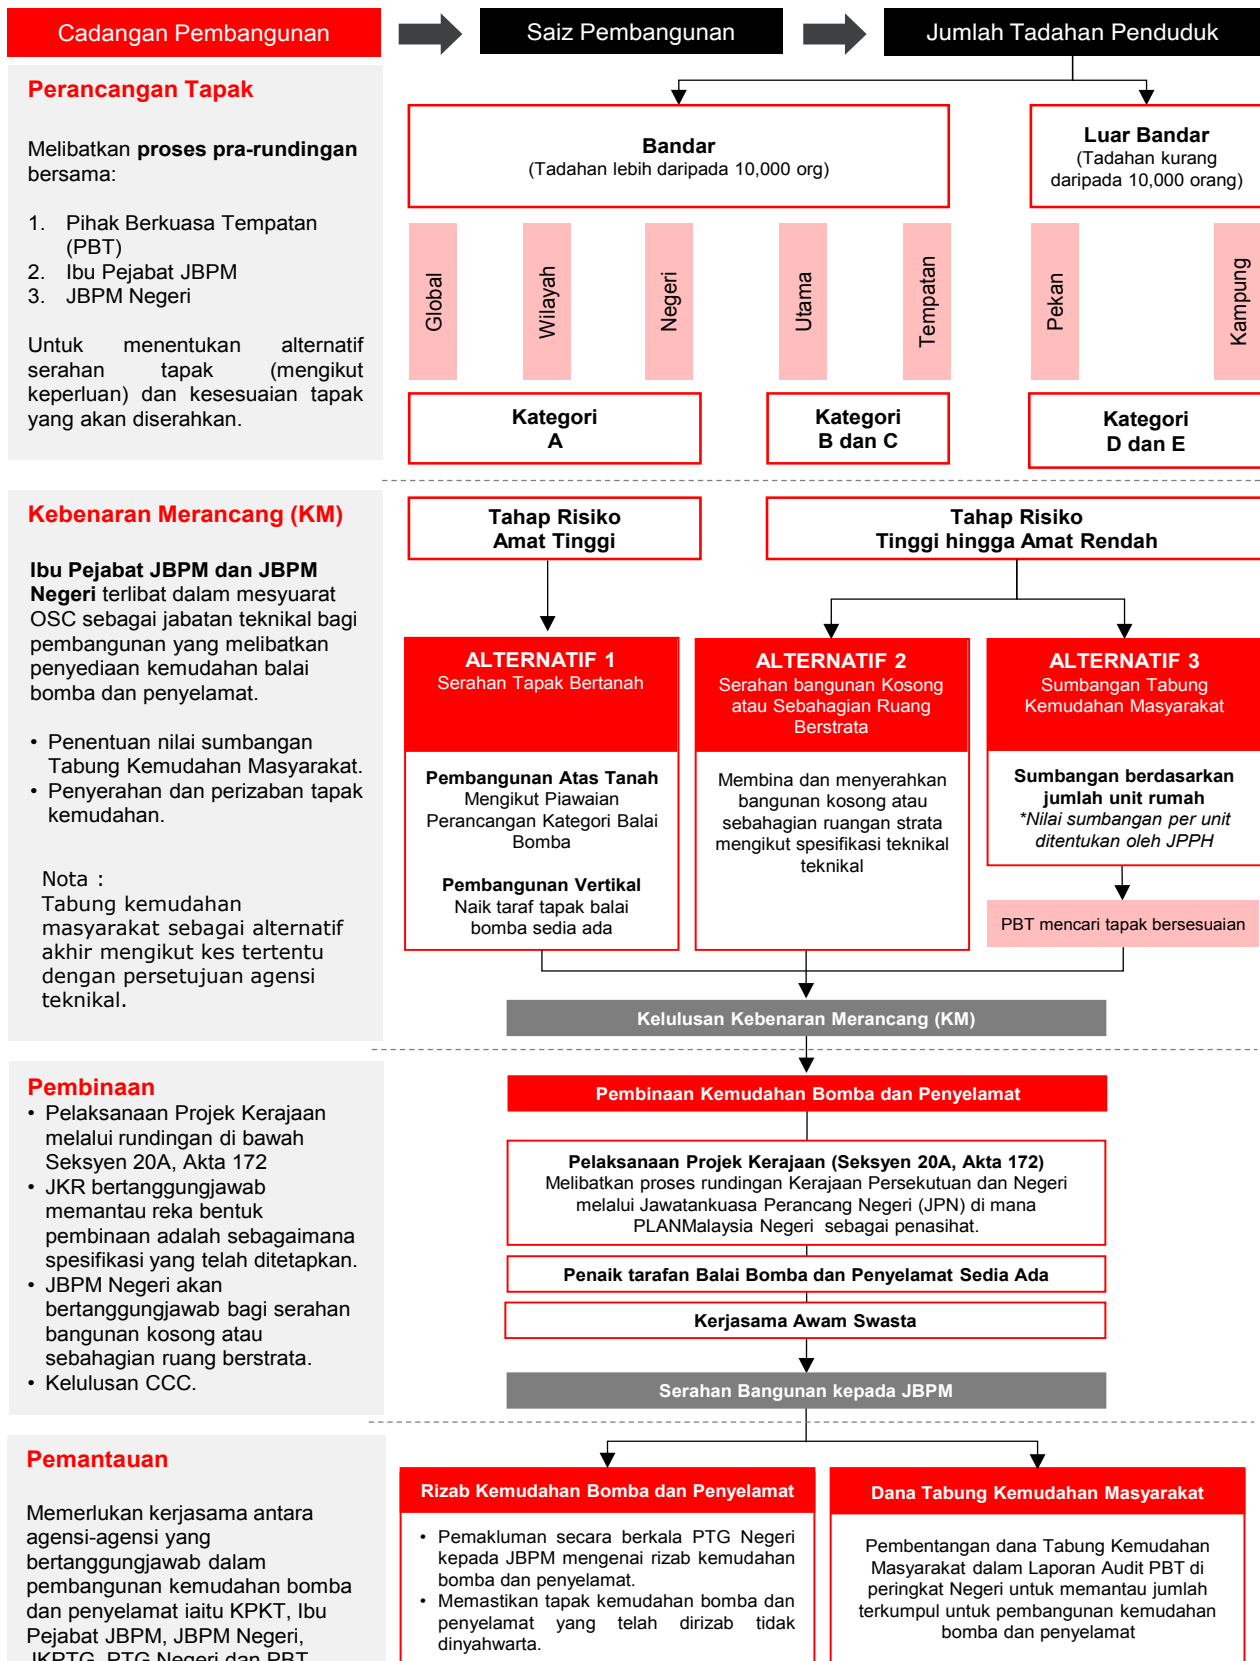 Cadangan Pembangunan
Saiz Pembangunan
Jumlah Tadahan Penduduk
Perancangan Tapak
Melibatkan proses pra-rundingan
bersama:
1. Pihak Berkuasa Tempatan
(PBT)
2. Ibu Pejabat JBPM
3. JBPM Negeri
Untuk menentukan alternatif
serahan tapak (mengikut
keperluan) dan kesesuaian tapak
yang akan diserahkan.
Bandar
(Tadahan lebih daripada 10,000 org)
Luar Bandar
(Tadahan kurang
daripada 10,000 orang)
Global
Wilayah
Negeri
Utama
Tempatan
Pekan
Kampung
Kategori
A
Kategori
B dan C
Kategori
D dan E
Kebenaran Merancang (KM)
Ibu Pejabat JBPM dan JBPM
Negeri terlibat dalam mesyuarat
OSC sebagai jabatan teknikal bagi
pembangunan yang melibatkan
penyediaan kemudahan balai
bomba dan penyelamat.
• Penentuan nilai sumbangan
Tabung Kemudahan Masyarakat.
• Penyerahan dan perizaban tapak
kemudahan.
Nota :
Tabung kemudahan
masyarakat sebagai alternatif
akhir mengikut kes tertentu
dengan persetujuan agensi
teknikal.
Tahap Risiko
Amat Tinggi
Tahap Risiko
Tinggi hingga Amat Rendah
ALTERNATIF 1
Serahan Tapak Bertanah
Pembangunan Atas Tanah
Mengikut Piawaian
Perancangan Kategori Balai
Bomba
Pembangunan Vertikal
Naik taraf tapak balai
bomba sedia ada
ALTERNATIF 2
Serahan bangunan Kosong
atau Sebahagian Ruang
Berstrata
Membina dan menyerahkan
bangunan kosong atau
sebahagian ruangan strata
mengikut spesifikasi teknikal
teknikal
ALTERNATIF 3
Sumbangan Tabung
Kemudahan Masyarakat
Sumbangan berdasarkan
jumlah unit rumah
*Nilai sumbangan per unit
ditentukan oleh JPPH
PBT mencari tapak bersesuaian
Kelulusan Kebenaran Merancang (KM)
Pembinaan
• Pelaksanaan Projek Kerajaan
melalui rundingan di bawah
Seksyen 20A, Akta 172
• JKR bertanggungjawab
memantau reka bentuk
pembinaan adalah sebagaimana
spesifikasi yang telah ditetapkan.
• JBPM Negeri akan
bertanggungjawab bagi serahan
bangunan kosong atau
sebahagian ruang berstrata.
• Kelulusan CCC.
Pembinaan Kemudahan Bomba dan Penyelamat
Pelaksanaan Projek Kerajaan (Seksyen 20A, Akta 172)
Melibatkan proses rundingan Kerajaan Persekutuan dan Negeri
melalui Jawatankuasa Perancang Negeri (JPN) di mana
PLANMalaysia Negeri sebagai penasihat.
Penaik tarafan Balai Bomba dan Penyelamat Sedia Ada
Kerjasama Awam Swasta
Serahan Bangunan kepada JBPM
Pemantauan
Memerlukan kerjasama antara
agensi-agensi yang
bertanggungjawab dalam
pembangunan kemudahan bomba
dan penyelamat iaitu KPKT, Ibu
Pejabat JBPM, JBPM Negeri,
JKPTG, PTG Negeri dan PBT
Rizab Kemudahan Bomba dan Penyelamat
• Pemakluman secara berkala PTG Negeri
kepada JBPM mengenai rizab kemudahan
bomba dan penyelamat.
• Memastikan tapak kemudahan bomba dan
penyelamat yang telah dirizab tidak
dinyahwarta.
Dana Tabung Kemudahan Masyarakat
Pembentangan dana Tabung Kemudahan
Masyarakat dalam Laporan Audit PBT di
peringkat Negeri untuk memantau jumlah
terkumpul untuk pembangunan kemudahan
bomba dan penyelamat